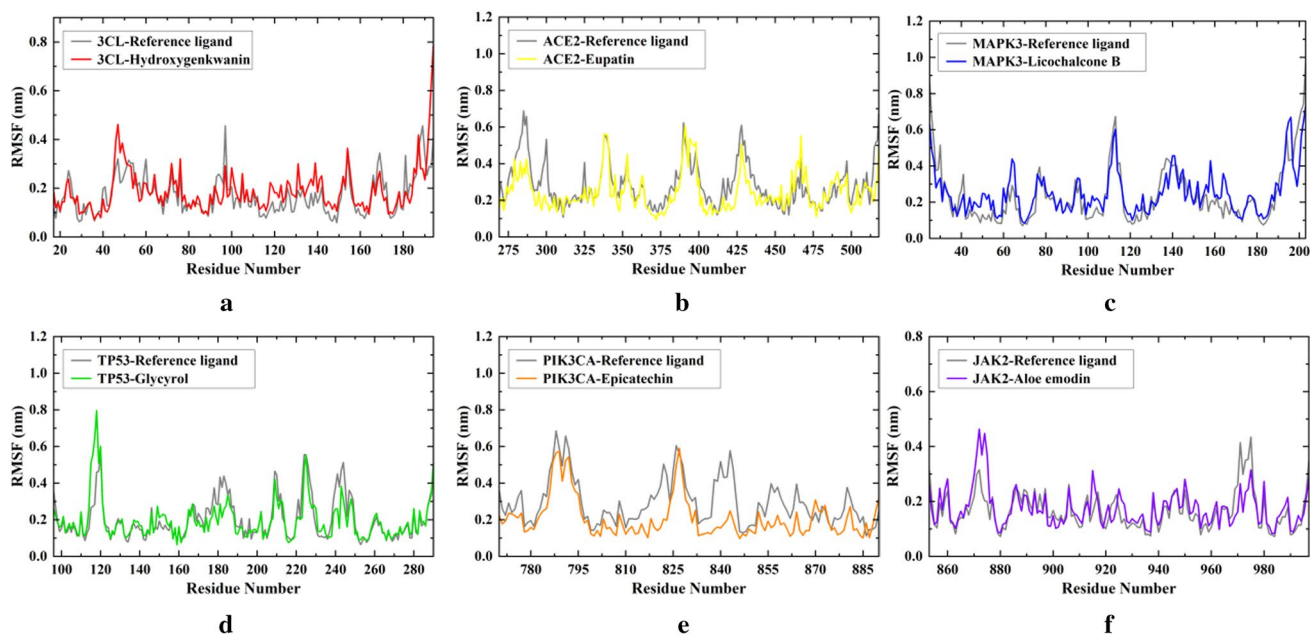 3CL-Reference ligand
3CL-Hydroxygenkwanin
RMSF (nm)
0.8
0.6
0.4
0.2
0.0
20 40 60 80 100 120 140 160 180
Residue Number
a
ACE2-Reference ligand
ACE2-Eupatin
RMSF (nm)
1.2
1.0
0.8
0.6
0.4
0.2
0.0
275 300 325 350 375 400 425 450 475 500
Residue Number
b
MAPK3-Reference ligand
MAPK3-Licochalcone B
RMSF (nm)
1.2
1.0
0.8
0.6
0.4
0.2
0.0
40 60 80 100 120 140 160 180 200
Residue Number
c
TP53-Reference ligand
TP53-Glycyrol
RMSF (nm)
1.2
1.0
0.8
0.6
0.4
0.2
0.0
100 120 140 160 180 200 220 240 260 280
Residue Number
d
PIK3CA-Reference ligand
PIK3CA-Epicatechin
RMSF (nm)
1.2
1.0
0.8
0.6
0.4
0.2
0.0
780 795 810 825 840 855 870 885
Residue Number
e
JAK2-Reference ligand
JAK2-Aloe emodin
RMSF (nm)
0.8
0.6
0.4
0.2
0.0
860 880 900 920 940 960 980
Residue Number
f